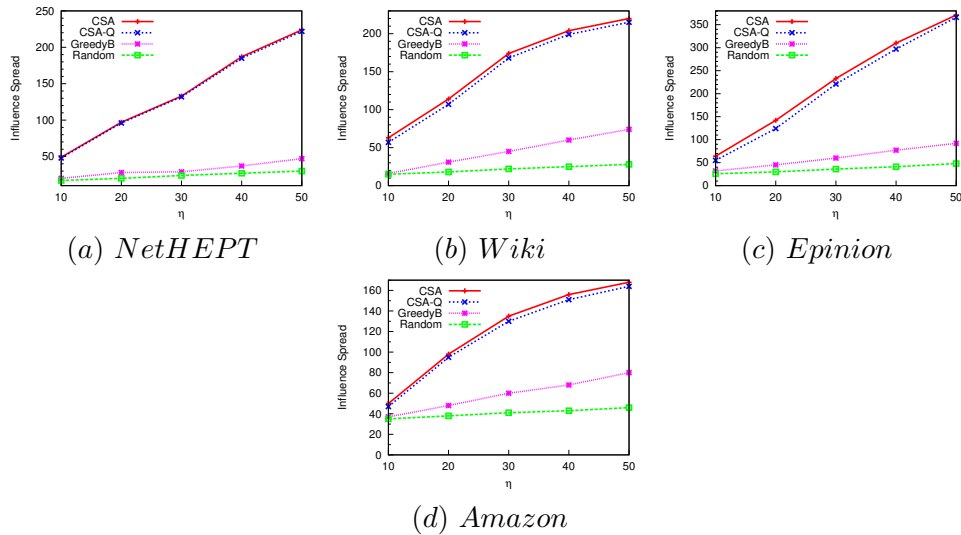 250
200
150
100
50
10 20 30 40 50
Influence Spread
η
CSA
CSA-Q
GreedyB
Random
(a) NetHEPT
200
150
100
50
0
10 20 30 40 50
Influence Spread
η
CSA
CSA-Q
GreedyB
Random
(b) Wiki
350
300
250
200
150
100
50
0
10 20 30 40 50
Influence Spread
η
CSA
CSA-Q
GreedyB
Random
(c) Epinion
160
140
120
100
80
60
40
20
0
10 20 30 40 50
Influence Spread
η
CSA
CSA-Q
GreedyB
Random
(d) Amazon